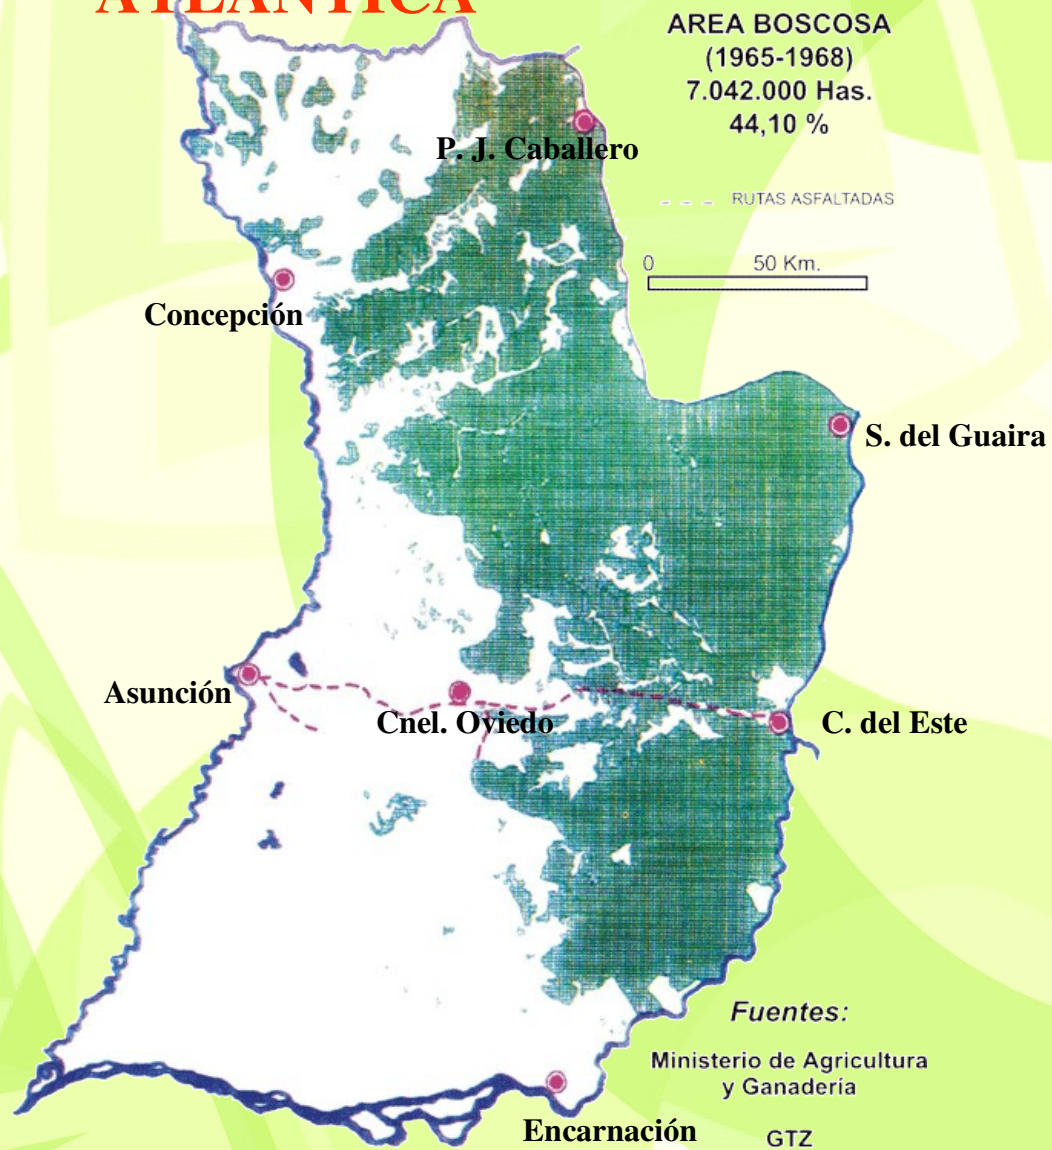 ATLÁNTICA
AREA BOSCOSA
(1965-1968)
7.042.000 Has.
44,10 %
P. J. Caballero
RUTAS ASFALTADAS
0 50 Km.
Concepción
S. del Guaira
Asunción
Cnel. Oviedo
C. del Este
Fuentes:
Ministerio de Agricultura
y Ganadería
Encarnación
GTZ